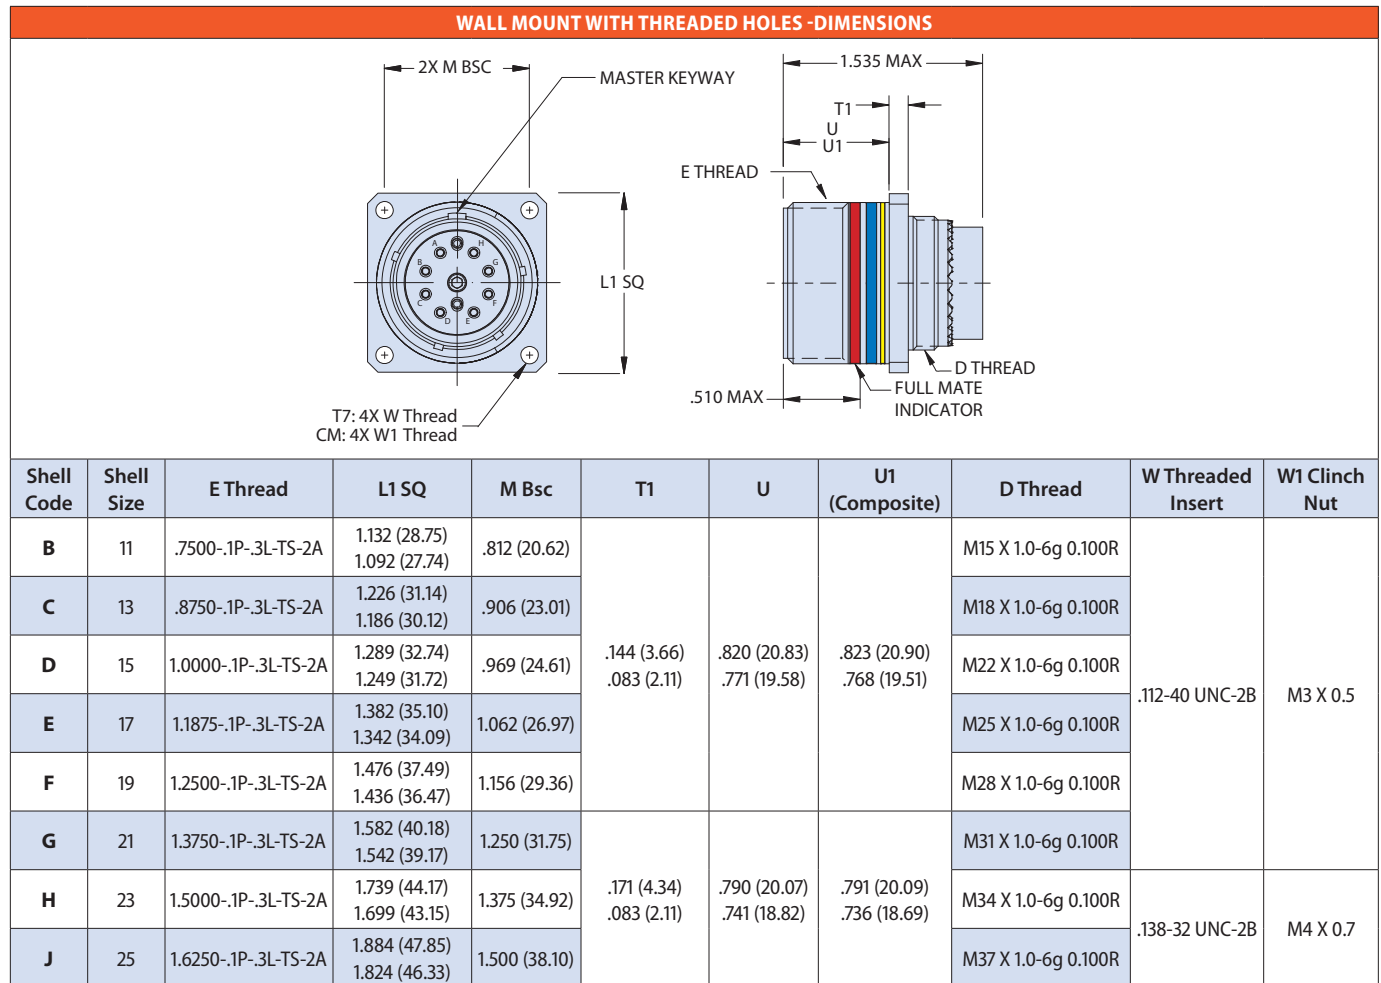 WALL MOUNT WITH THREADED HOLES -DIMENSIONS
2X M BSC
MASTER KEYWAY
1.535 MAX
T1
U
U1
E THREAD
L1 SQ
A
H
B
G
C
F
D
E
D THREAD
FULL MATE
INDICATOR
.510 MAX
T7: 4X W Thread
CM: 4X W1 Thread
Shell Code Shell Size E Thread L1 SQ M Bsc T1 U U1 (Composite) D Thread W Threaded Insert W1 Clinch Nut
B 11 .7500-.1P-.3L-TS-2A 1.132 (28.75) 1.092 (27.74) .812 (20.62) M15 X 1.0-6g 0.100R
C 13 .8750-.1P-.3L-TS-2A 1.226 (31.14) 1.186 (30.12) .906 (23.01) M18 X 1.0-6g 0.100R
D 15 1.0000-.1P-.3L-TS-2A 1.289 (32.74) 1.249 (31.72) .969 (24.61) .144 (3.66) .083 (2.11) .820 (20.83) .771 (19.58) .823 (20.90) .768 (19.51) M22 X 1.0-6g 0.100R
E 17 1.1875-.1P-.3L-TS-2A 1.382 (35.10) 1.342 (34.09) 1.062 (26.97) M25 X 1.0-6g 0.100R .112-40 UNC-2B M3 X 0.5
F 19 1.2500-.1P-.3L-TS-2A 1.476 (37.49) 1.436 (36.47) 1.156 (29.36) M28 X 1.0-6g 0.100R
G 21 1.3750-.1P-.3L-TS-2A 1.582 (40.18) 1.542 (39.17) 1.250 (31.75) M31 X 1.0-6g 0.100R
H 23 1.5000-.1P-.3L-TS-2A 1.739 (44.17) 1.699 (43.15) 1.375 (34.92) .171 (4.34) .083 (2.11) .790 (20.07) .741 (18.82) .791 (20.09) .736 (18.69) M34 X 1.0-6g 0.100R .138-32 UNC-2B M4 X 0.7
J 25 1.6250-.1P-.3L-TS-2A 1.884 (47.85) 1.824 (46.33) 1.500 (38.10) M37 X 1.0-6g 0.100R